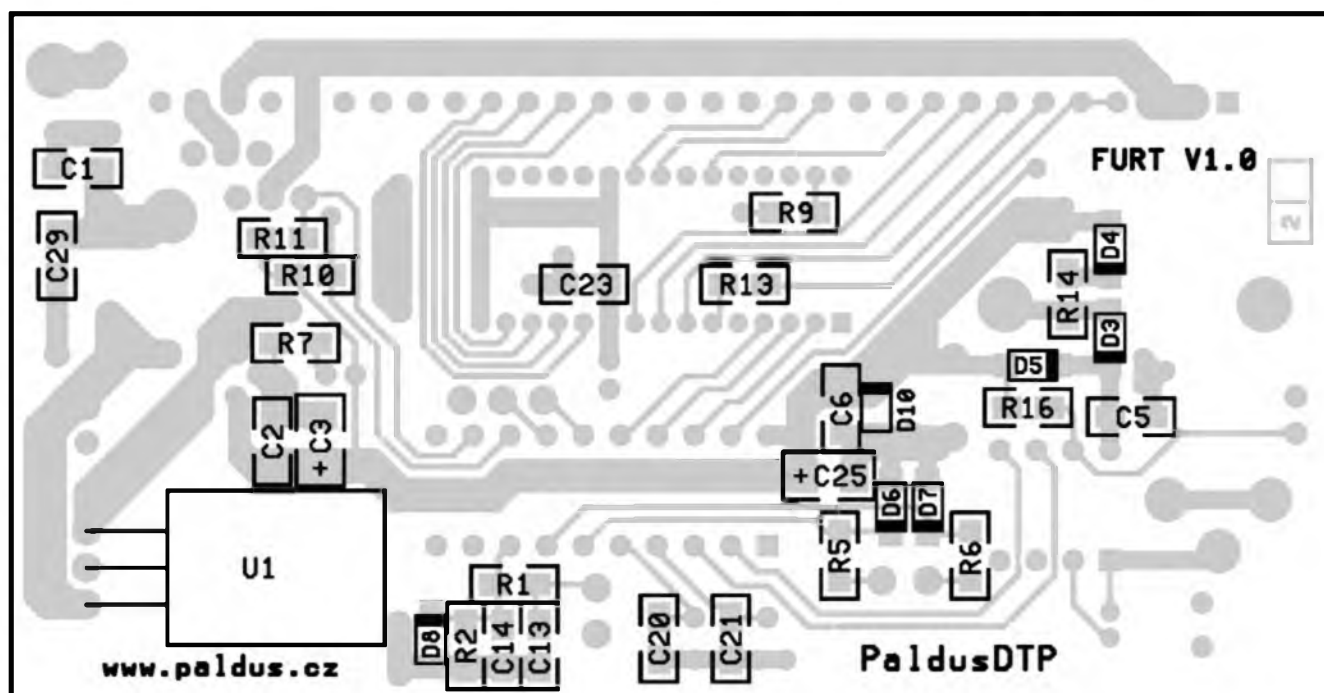 C1
FURT V1.0
R9
2
R11
C29
D4
R10
C23
R13
R14
R7
D3
D5
C2
+C3
C6
D10
R16
C5
+C25
D6
D7
U1
R5
R6
R1
D8
R2
C14
C13
C20
C21
www.paldus.cz
PaldusDTP